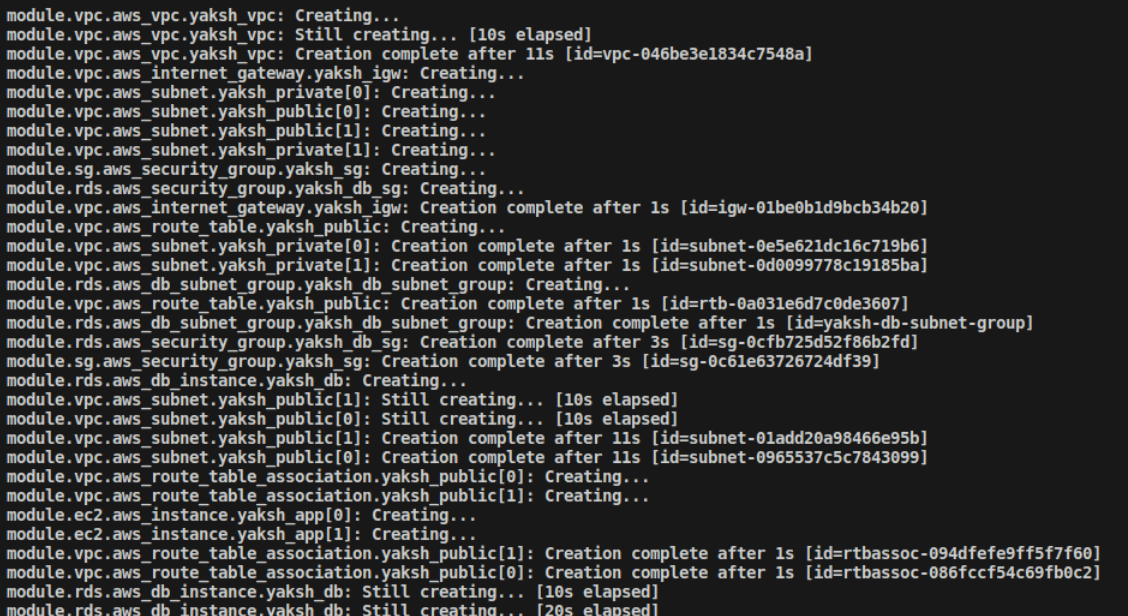 module.vpc.aws_vpc.yaksh_vpc: Creating...
module.vpc.aws_vpc.yaksh_vpc: Still creating... [10s elapsed]
module.vpc.aws_vpc.yaksh_vpc: Creation complete after 11s [id=vpc-046be3e1834c7548a]
module.vpc.aws_internet_gateway.yaksh_igw: Creating...
module.vpc.aws_subnet.yaksh_private[0]: Creating...
module.vpc.aws_subnet.yaksh_public[0]: Creating...
module.vpc.aws_subnet.yaksh_public[1]: Creating...
module.vpc.aws_subnet.yaksh_private[1]: Creating...
module.sg.aws_security_group.yaksh_sg: Creating...
module.rds.aws_security_group.yaksh_db_sg: Creating...
module.vpc.aws_internet_gateway.yaksh_igw: Creation complete after 1s [id=igw-01be0b1d9bcb34b20]
module.vpc.aws_route_table.yaksh_public: Creating...
module.vpc.aws_subnet.yaksh_private[0]: Creation complete after 1s [id=subnet-0e5e621dc16c719b6]
module.vpc.aws_subnet.yaksh_private[1]: Creation complete after 1s [id=subnet-0d0099778c19185ba]
module.rds.aws_db_subnet_group.yaksh_db_subnet_group: Creating...
module.vpc.aws_route_table.yaksh_public: Creation complete after 1s [id=rtb-0a031e6d7c0de3607]
module.rds.aws_db_subnet_group.yaksh_db_subnet_group: Creation complete after 1s [id=yaksh-db-subnet-group]
module.rds.aws_security_group.yaksh_db_sg: Creation complete after 3s [id=sg-0cfb725d52f86b2fd]
module.sg.aws_security_group.yaksh_sg: Creation complete after 3s [id=sg-0c61e63726724df39]
module.rds.aws_db_instance.yaksh_db: Creating...
module.vpc.aws_subnet.yaksh_public[1]: Still creating... [10s elapsed]
module.vpc.aws_subnet.yaksh_public[0]: Still creating... [10s elapsed]
module.vpc.aws_subnet.yaksh_public[1]: Creation complete after 11s [id=subnet-01add20a98466e95b]
module.vpc.aws_subnet.yaksh_public[0]: Creation complete after 11s [id=subnet-0965537c5c7843099]
module.vpc.aws_route_table_association.yaksh_public[0]: Creating...
module.vpc.aws_route_table_association.yaksh_public[1]: Creating...
module.ec2.aws_instance.yaksh_app[0]: Creating...
module.ec2.aws_instance.yaksh_app[1]: Creating...
module.vpc.aws_route_table_association.yaksh_public[1]: Creation complete after 1s [id=rtbassoc-094dfefe9ff5f7f60]
module.vpc.aws_route_table_association.yaksh_public[0]: Creation complete after 1s [id=rtbassoc-086fccf54c69fb0c2]
module.rds.aws_db_instance.yaksh_db: Still creating... [10s elapsed]
module.rds.aws_db_instance.yaksh_db: Still creating... [20s elapsed]